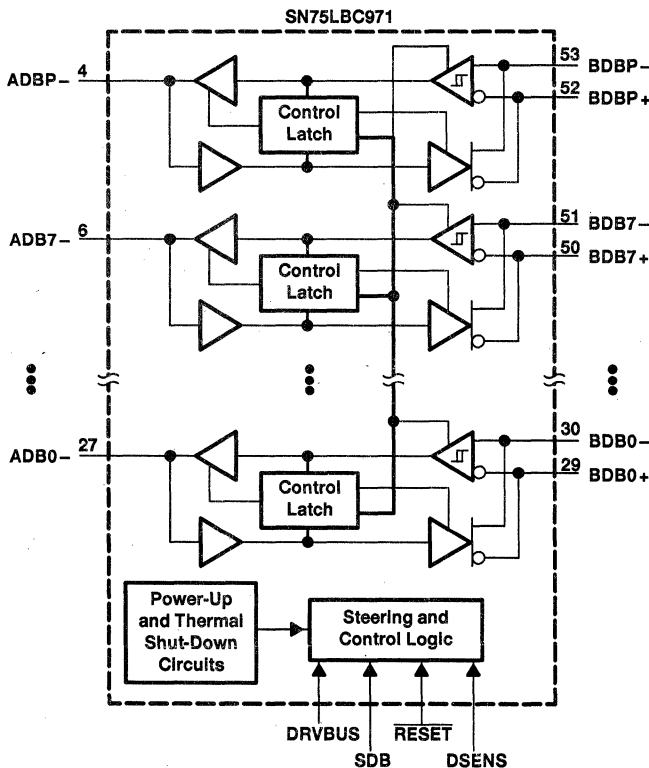 SN75LBC971
ADBP– 4
53 BDBP–
52 BDBP+
Control
Latch
ADB7– 6
51 BDB7–
50 BDB7+
Control
Latch
ADB0– 27
30 BDB0–
29 BDB0+
Control
Latch
Power-Up
and Thermal
Shut-Down
Circuits
Steering and
Control Logic
DRVBUS
SDB
RESET
DSENS